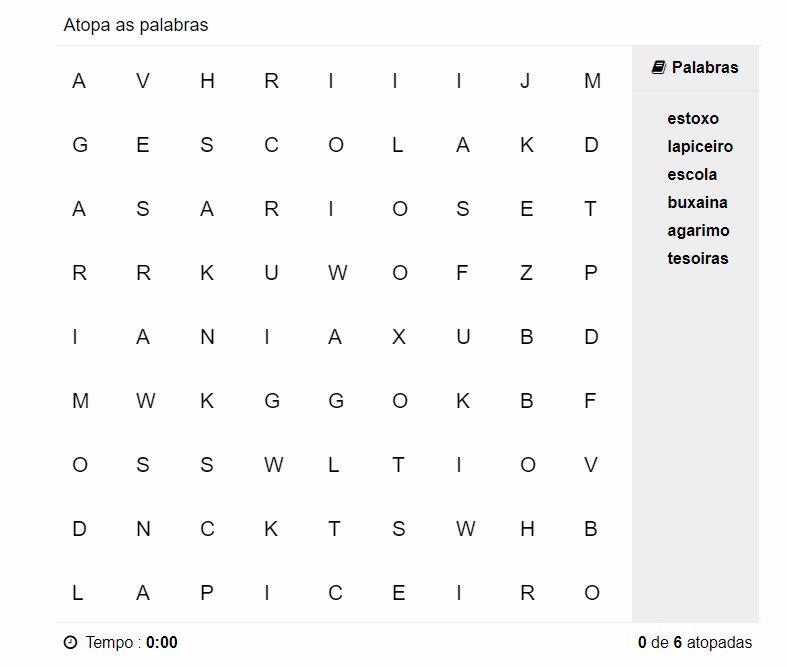 Atopa as palabras
A V H R I I I J M
G E S C O L A K D
A S A R I O S E T
R R K U W O F Z P
I A N I A X U B D
M W K G G O K B F
O S S W L T I O V
D N C K T S W H B
L A P I C E I R O
Palabras
estoxo
lapiceiro
escola
buxaina
agarimo
tesoiras
Tempo : 0:00
0 de 6 atopadas